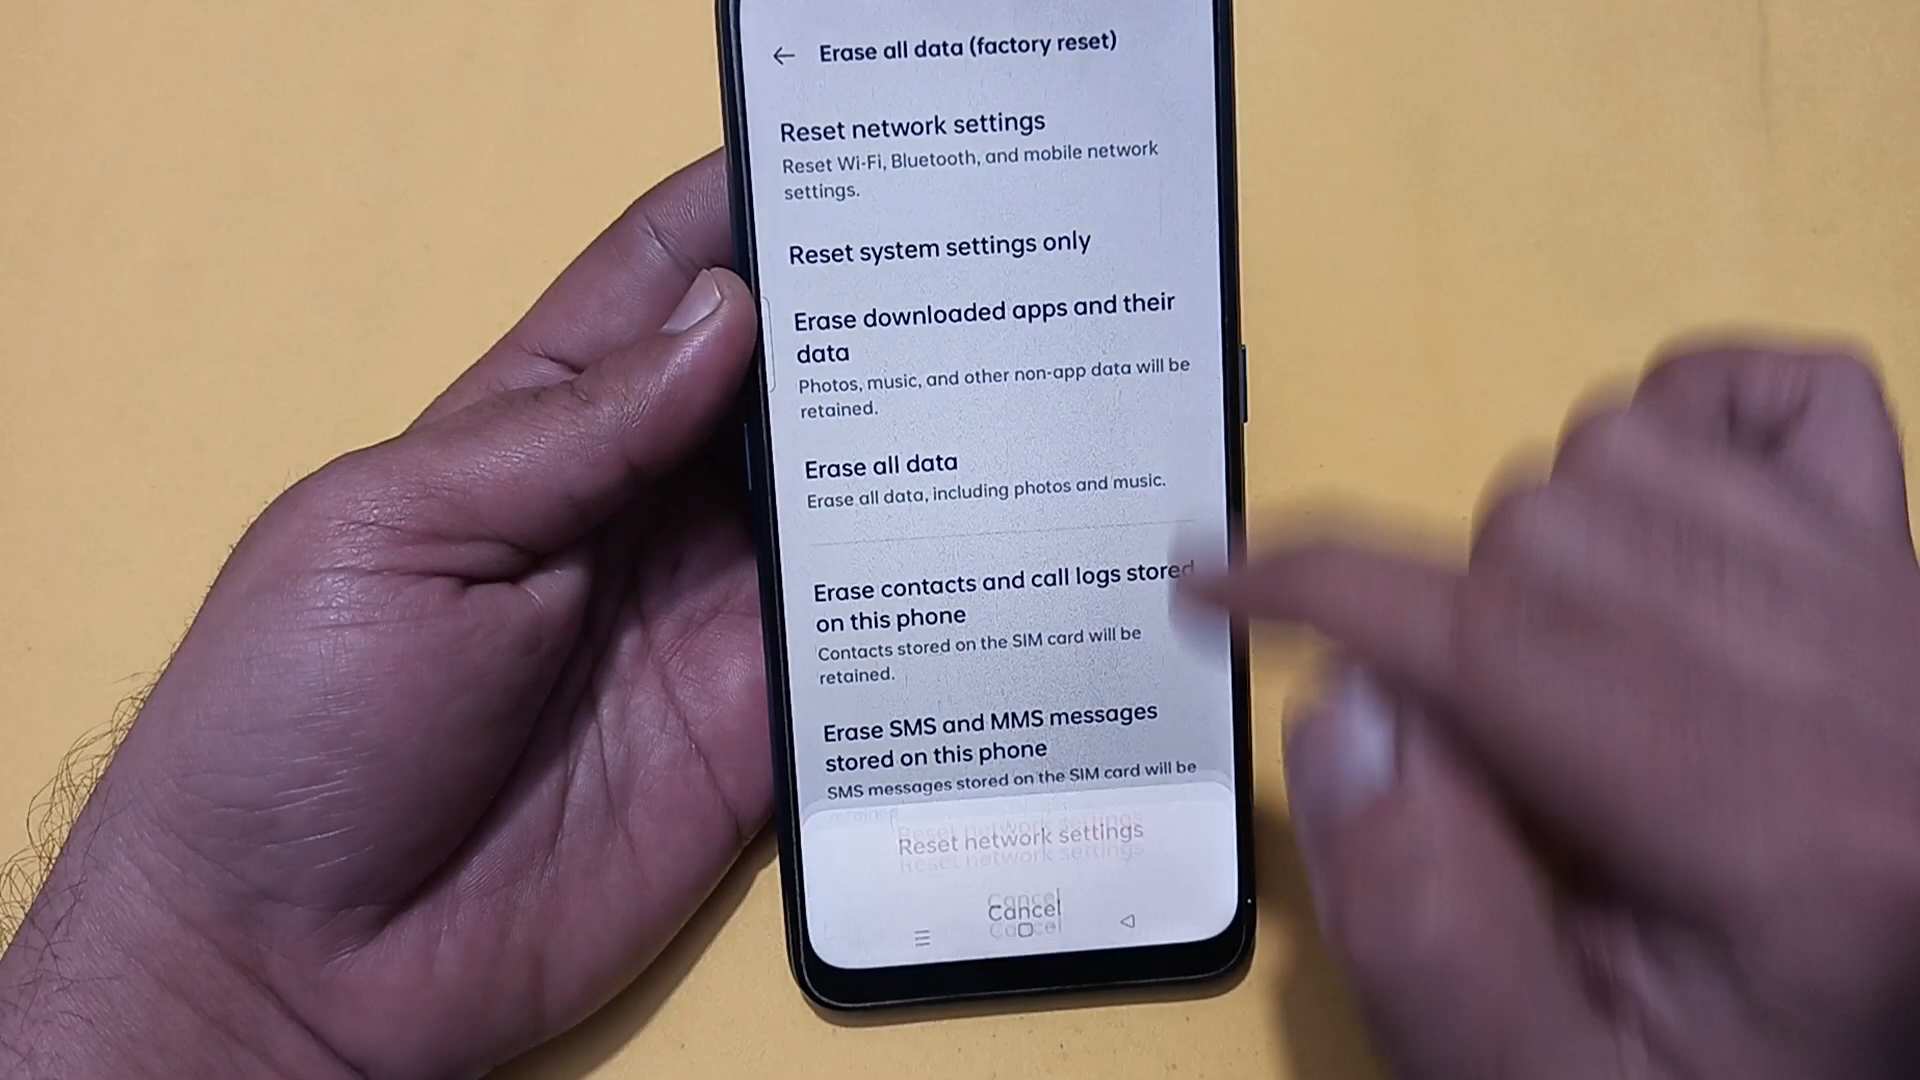 Erase all data (factory reset)
Reset network settings
Reset Wi-Fi, Bluetooth, and mobile network
settings.
Reset system settings only
Erase downloaded apps and their
data
Photos, music, and other non-app data will be
retained.
Erase all data
Erase all data, including photos and music.
Erase contacts and call logs stored
on this phone
Contacts stored on the SIM card will be
retained.
Erase SMS and MMS messages
stored on this phone
SMS messages stored on the SIM card will be
retained.
Reset network settings
Cancel